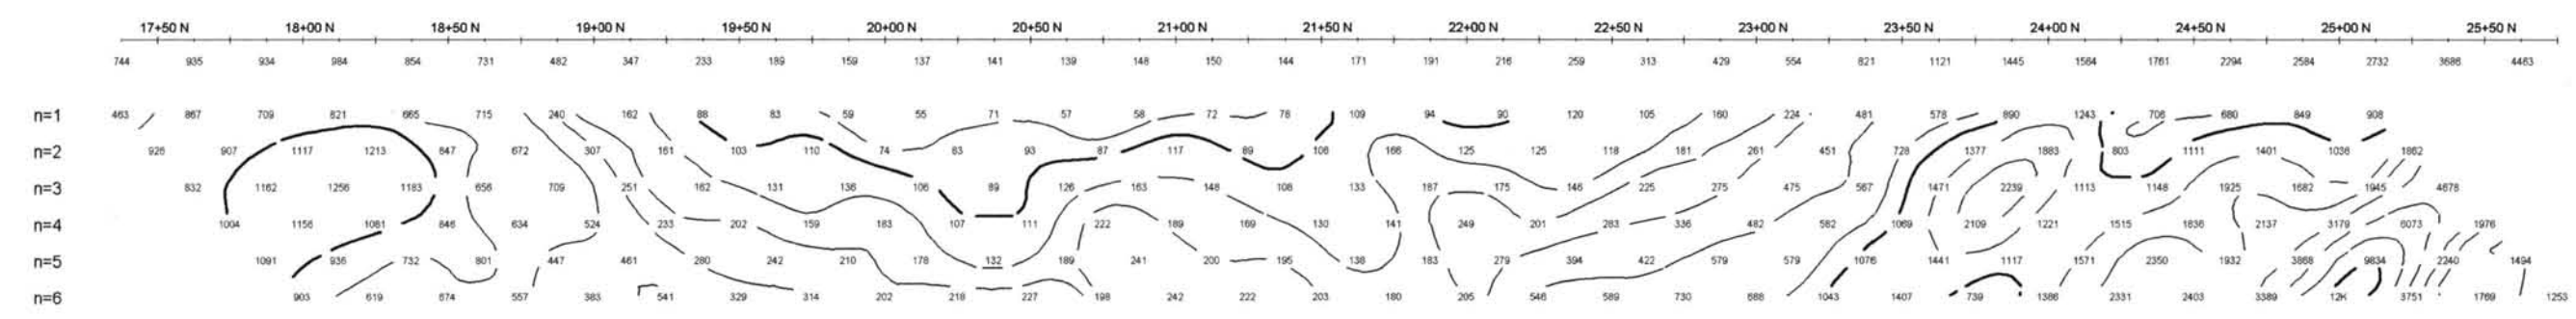 17+50 N 18+00 N 18+50 N 19+00 N 19+50 N 20+00 N 20+50 N 21+00 N 21+50 N 22+00 N 22+50 N 23+00 N 23+50 N 24+00 N 24+50 N 25+00 N 25+50 N
744 935 934 984 854 731 482 347 233 189 159 137 141 139 148 150 144 171 191 216 259 313 429 554 821 1121 1445 1564 1761 2294 2584 2732 3686 4463
n=1 463 867 709 821 665 715 240 162 88 83 59 55 71 57 58 72 78 109 94 90 120 105 160 224 481 578 890 1243 708 680 849 908
n=2 926 907 1117 1213 847 672 307 161 103 110 74 83 93 87 117 89 106 166 125 125 118 181 261 451 728 1377 1883 803 1111 1401 1036 1862
n=3 832 1162 1256 1183 656 709 251 162 131 136 106 89 126 163 148 108 133 187 175 146 225 275 475 567 1471 2239 1113 1148 1925 1682 1945 4678
n=4 1004 1156 1081 846 634 524 233 202 159 183 107 111 222 189 169 130 141 249 201 283 336 482 582 1069 2109 1221 1515 1836 2137 3179 6073 1976
n=5 1091 936 732 801 447 461 280 242 210 178 132 189 241 200 195 138 183 279 394 422 579 579 1076 1441 1117 1571 2350 1932 3868 9834 2240 1494
n=6 903 619 674 557 383 541 329 314 202 218 227 198 242 222 203 180 205 546 589 730 688 1043 1407 739 1386 2331 2403 3389 12K 3751 1769 1253